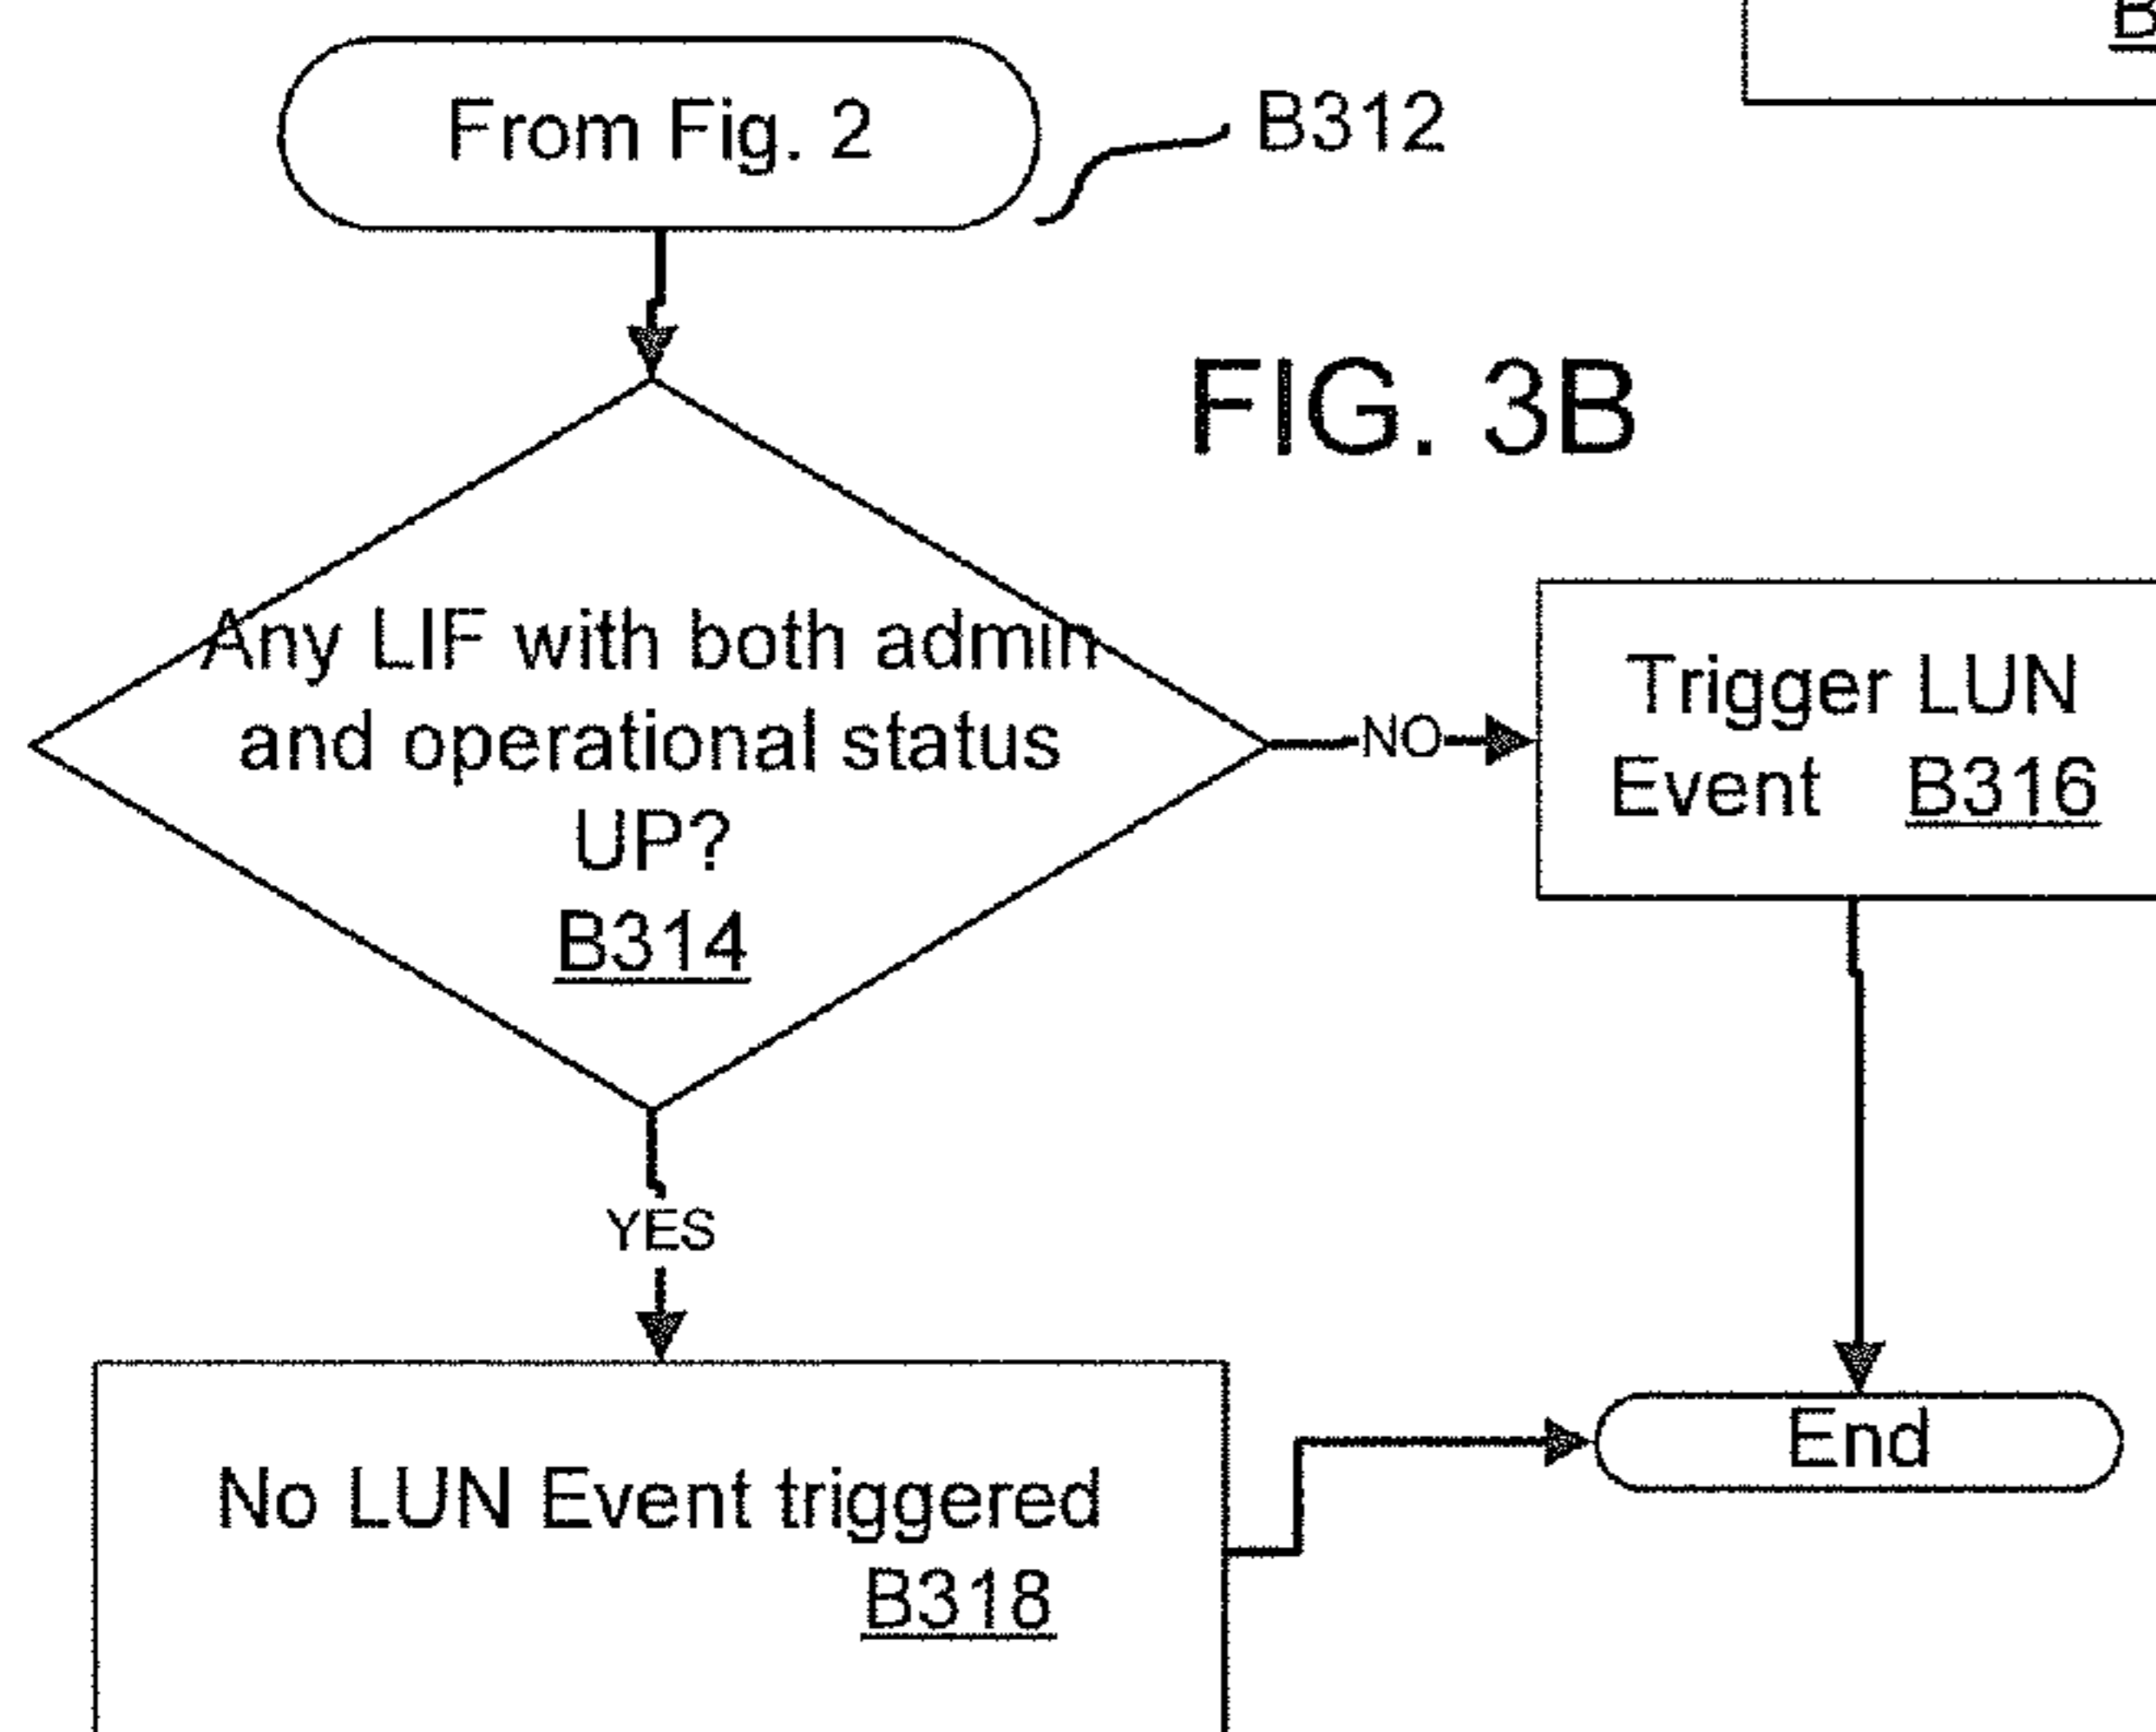 From Fig. 2
B312
FIG. 3B
Any LIF with both admin
and operational status
UP?
B314
NO
Trigger LUN
Event B316
YES
No LUN Event triggered
B318
End